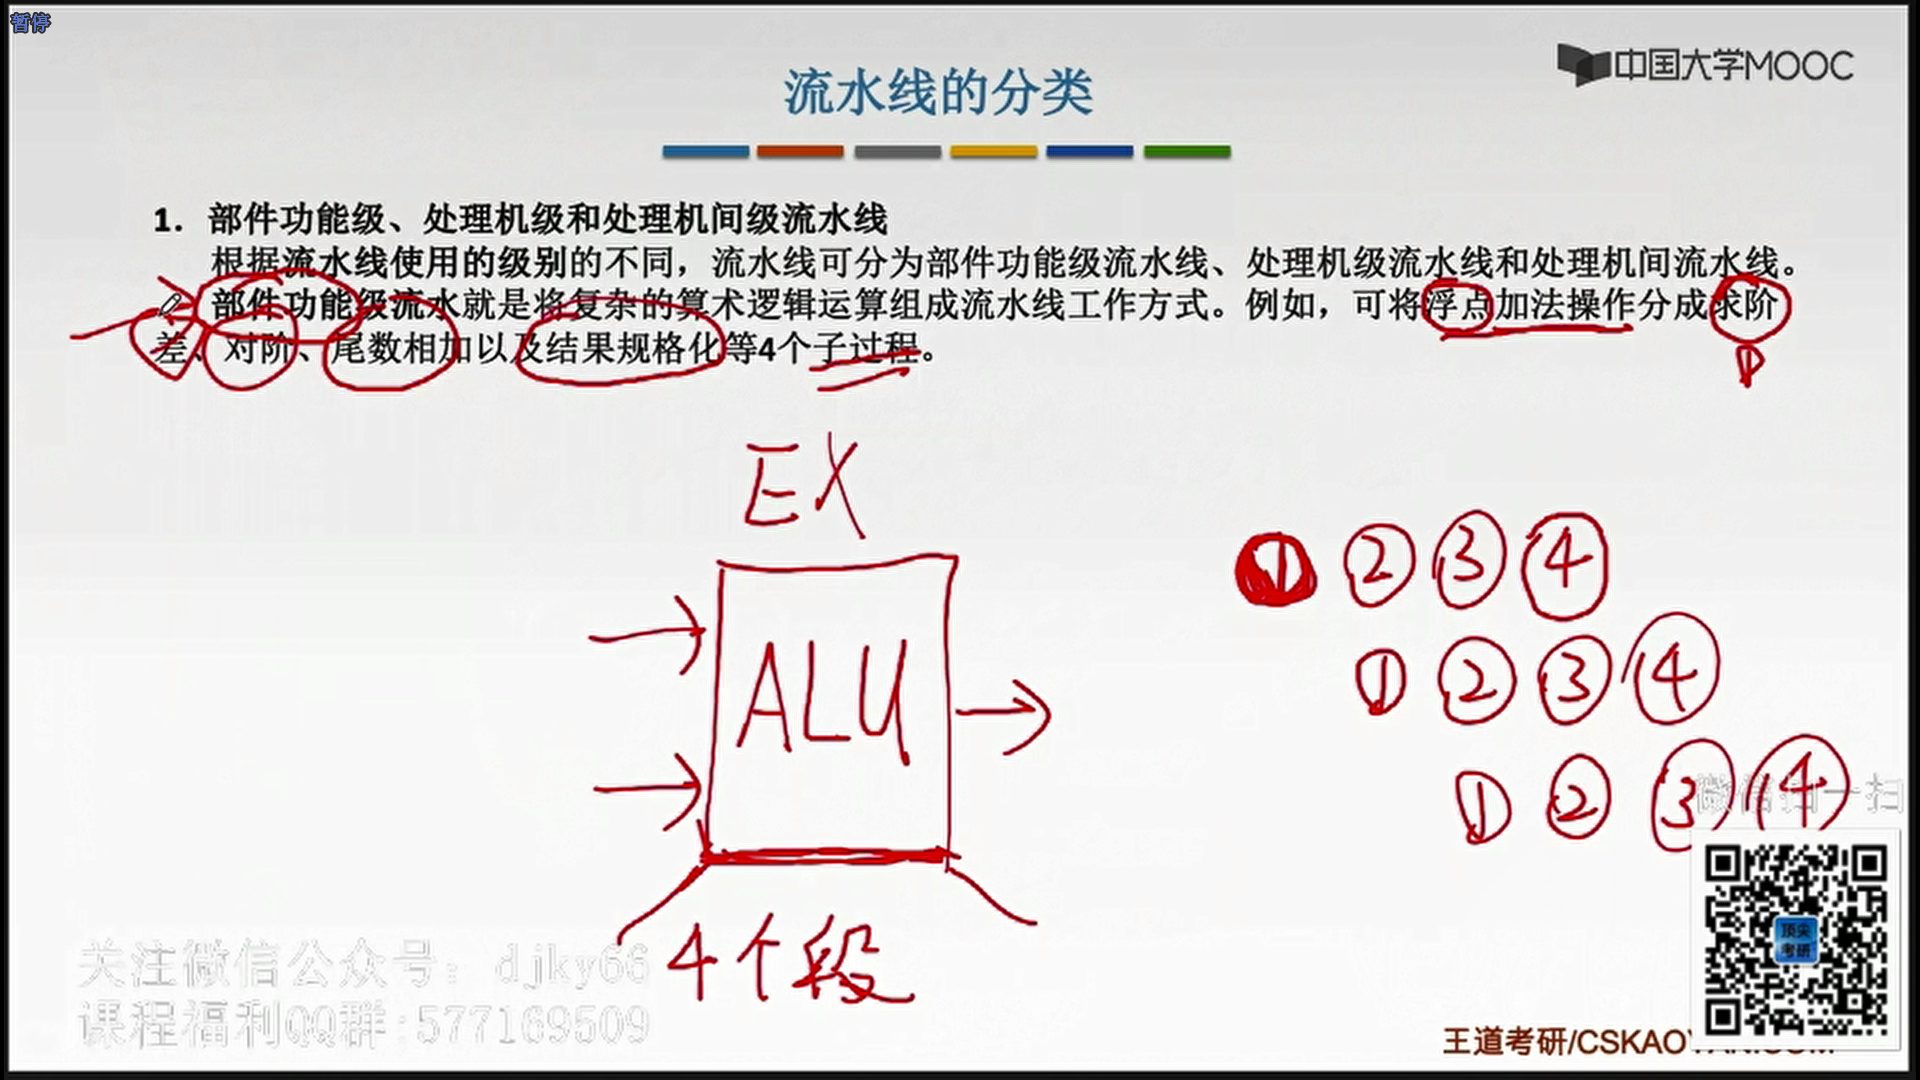 暂停
中国大学MOOC
流水线的分类
1. 部件功能级、处理机级和处理机间级流水线
根据流水线使用的级别的不同，流水线可分为部件功能级流水线、处理机级流水线和处理机间流水线。
部件功能级流水就是将复杂的算术逻辑运算组成流水线工作方式。例如，可将浮点加法操作分成求阶
差、对阶、尾数相加以及结果规格化等4个子过程。
①
EX
① ② ③ ④
ALU
① ② ③ ④
① ② ③ ④
微信扫一扫
4个段
顶尖
考研
关注微信公众号: djky66
课程福利QQ群:577169509
王道考研/CSKAOYAN.COM